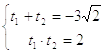 t₁ + t₂ = −3√2
t₁ · t₂ = 2